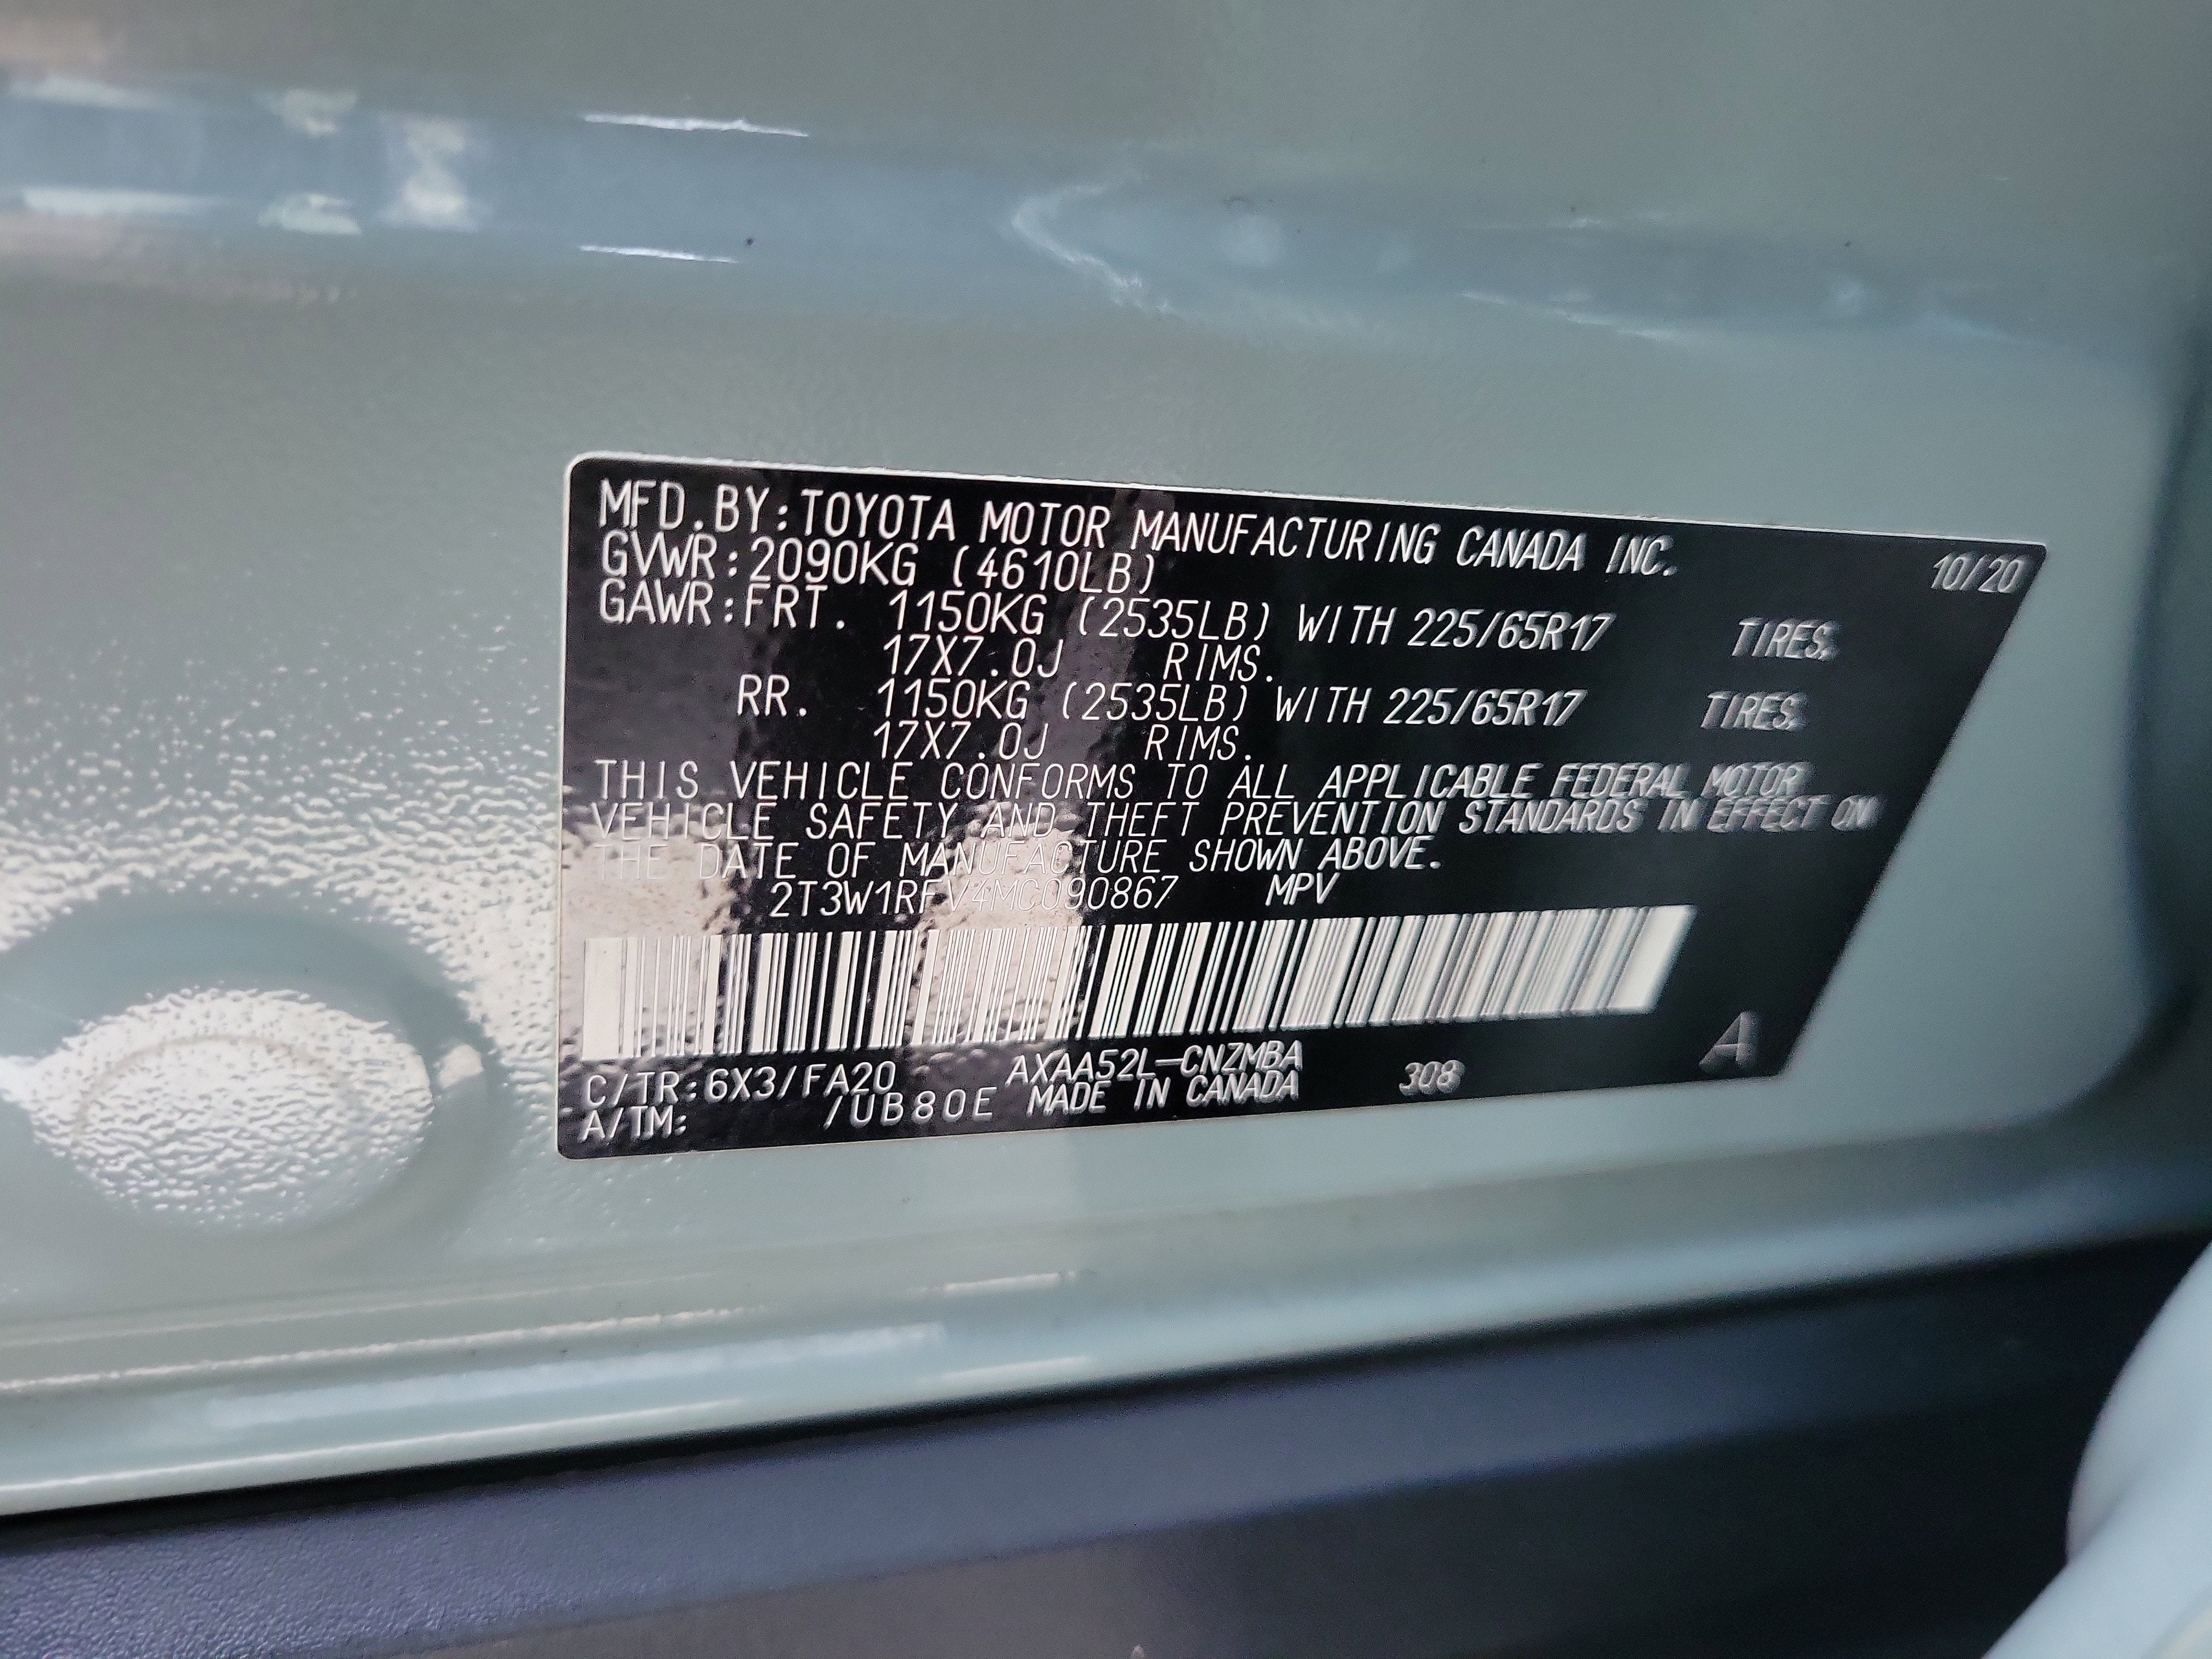 MFD.BY:TOYOTA MOTOR MANUFACTURING CANADA INC. 10/20
GVWR:2090KG (4610LB)
GAWR:FRT. 1150KG (2535LB) WITH 225/65R17 TIRES,
17X7.0J RIMS.
RR. 1150KG (2535LB) WITH 225/65R17 TIRES,
17X7.0J RIMS.
THIS VEHICLE CONFORMS TO ALL APPLICABLE FEDERAL MOTOR
VEHICLE SAFETY AND THEFT PREVENTION STANDARDS IN EFFECT ON
THE DATE OF MANUFACTURE SHOWN ABOVE.
2T3W1RFV4MC090867 MPV
C/TR:6X3/FA20 AXAA52L-CNZMBA 308 A
A/TM: /UB80E MADE IN CANADA